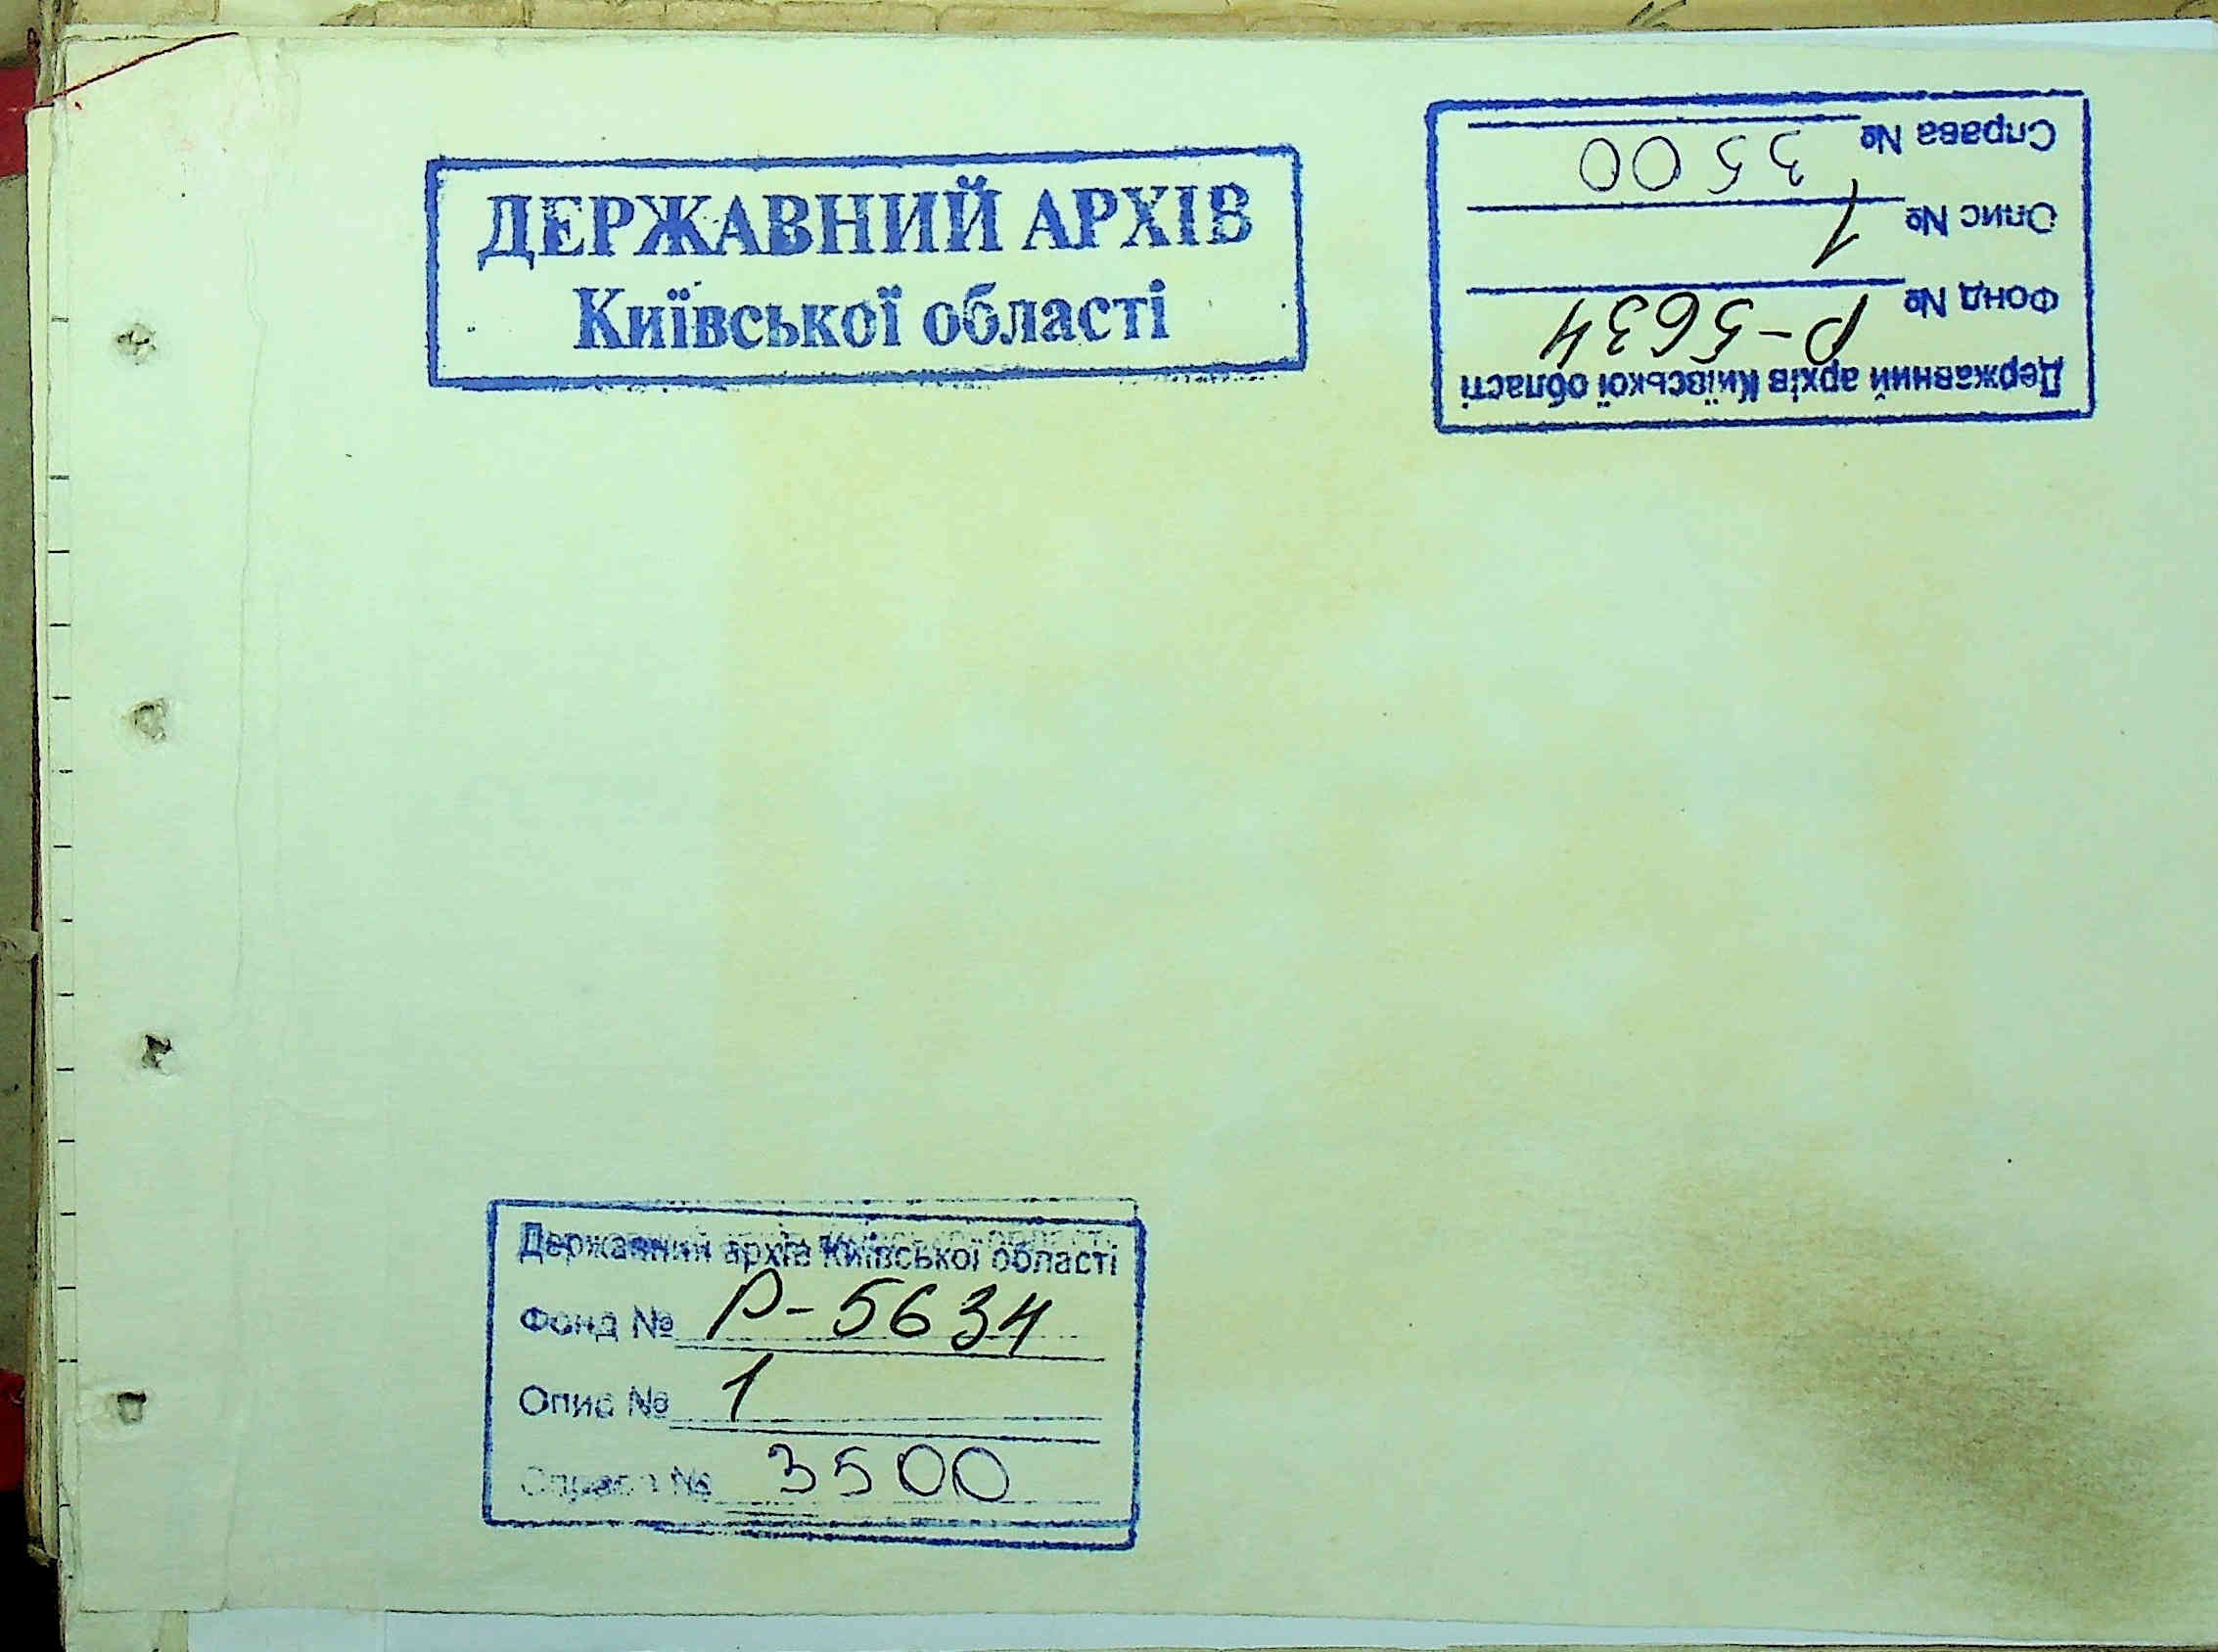 ДЕРЖАВНИЙ АРХІВ
Київської області
Державний архів Київської області
Фонд № Р-5634
Опис № 1
Справа № 3500
Державний архів Київської області
Фонд № Р-5634
Опис № 1
Справа № 3500